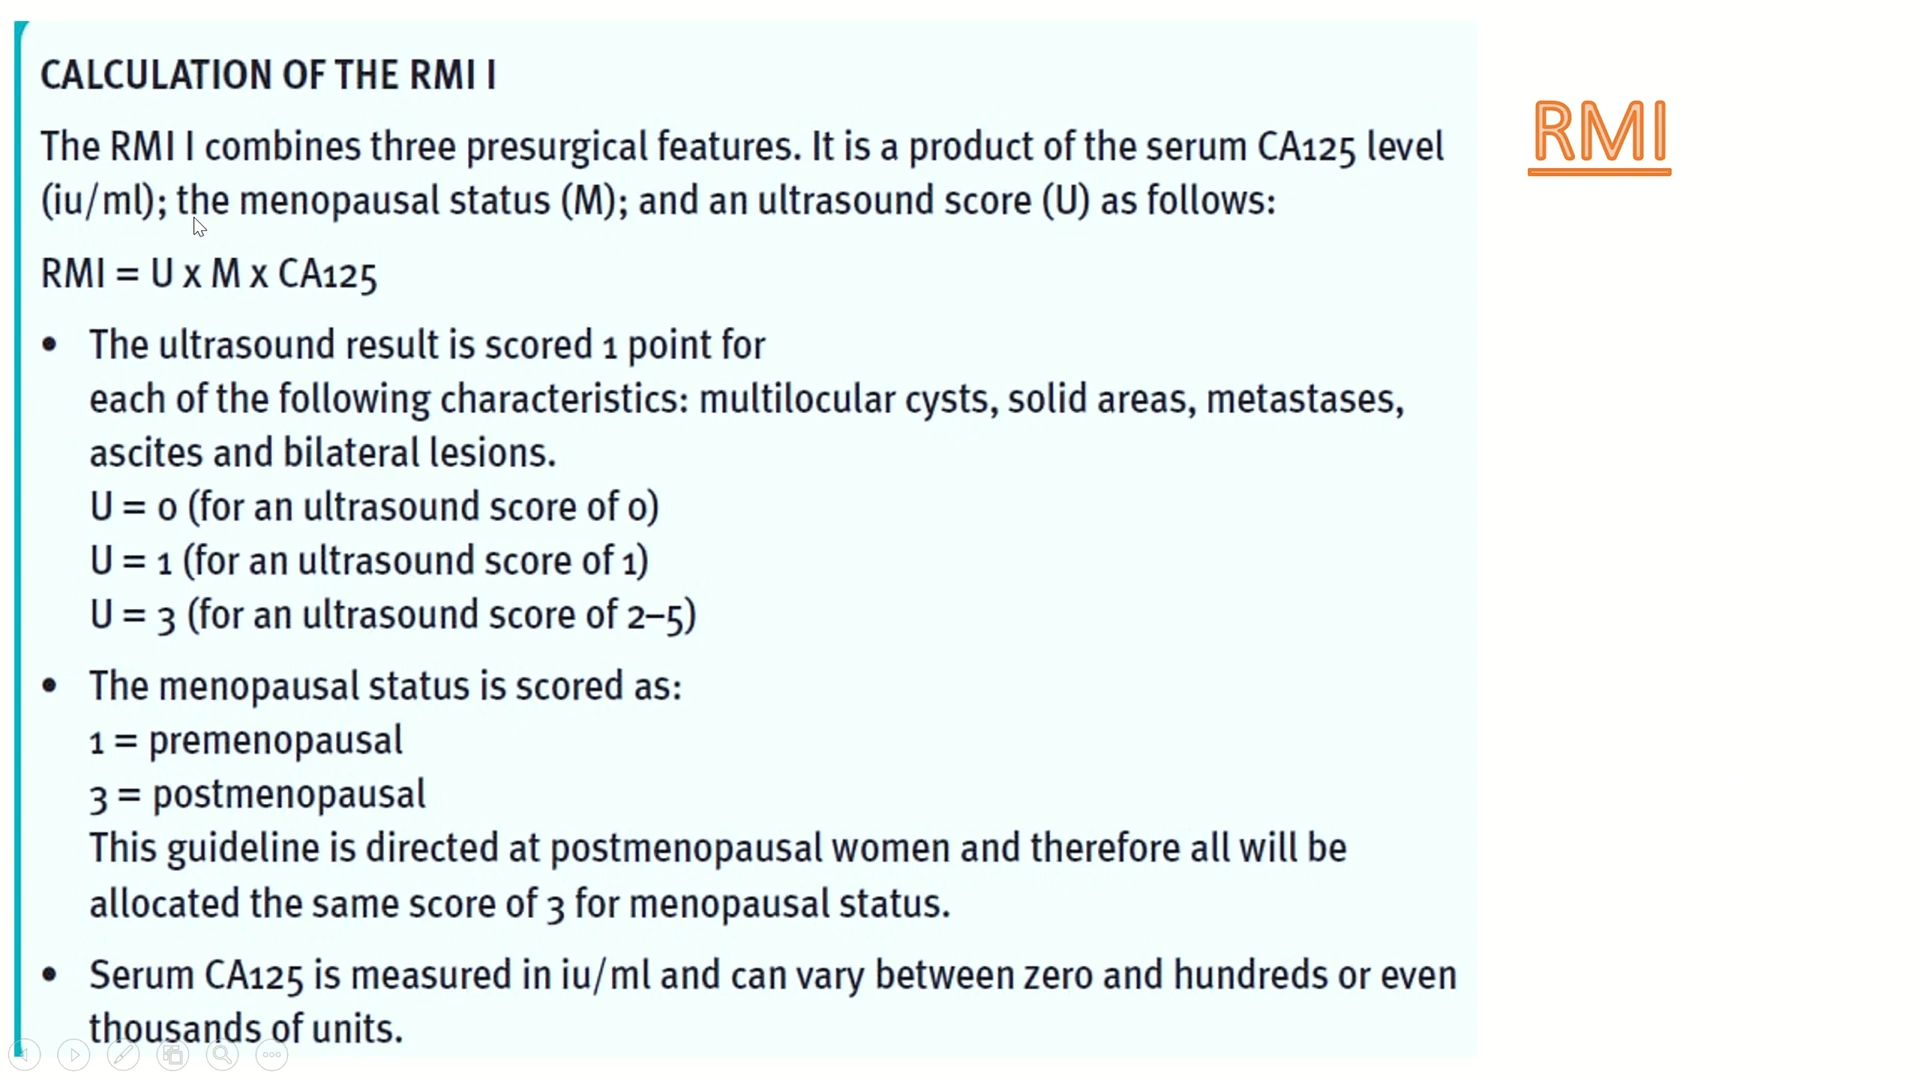 CALCULATION OF THE RMI I
RMI
The RMI I combines three presurgical features. It is a product of the serum CA125 level
(iu/ml); the menopausal status (M); and an ultrasound score (U) as follows:
RMI = U x M x CA125
• The ultrasound result is scored 1 point for
each of the following characteristics: multilocular cysts, solid areas, metastases,
ascites and bilateral lesions.
U = 0 (for an ultrasound score of 0)
U = 1 (for an ultrasound score of 1)
U = 3 (for an ultrasound score of 2–5)
• The menopausal status is scored as:
1 = premenopausal
3 = postmenopausal
This guideline is directed at postmenopausal women and therefore all will be
allocated the same score of 3 for menopausal status.
• Serum CA125 is measured in iu/ml and can vary between zero and hundreds or even
thousands of units.